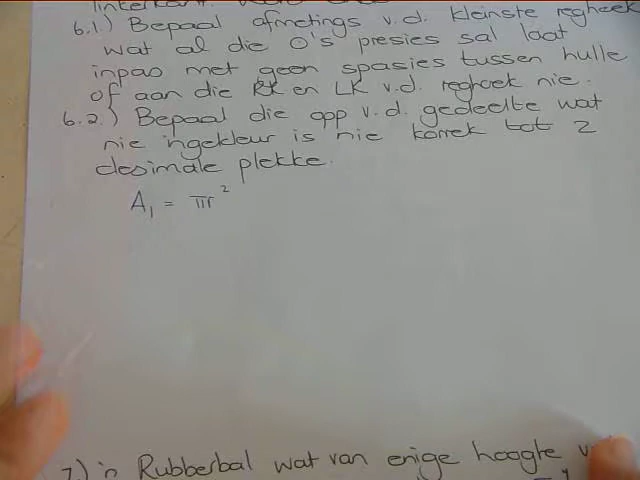 linterkant.
6.1.) Bepaal afmetings v.d. kleinste reghoek
wat al die O's presies sal laat
inpas met geen spasies tussen hulle
of aan die RK en LK v.d. reghoek nie.
6.2.) Bepaal die opp v.d. gedeelte wat
nie ingekleur is nie korrek tot 2
desimale plekke.
A₁ = πr²
7.) 'n Rubberbal wat van enige hoogte